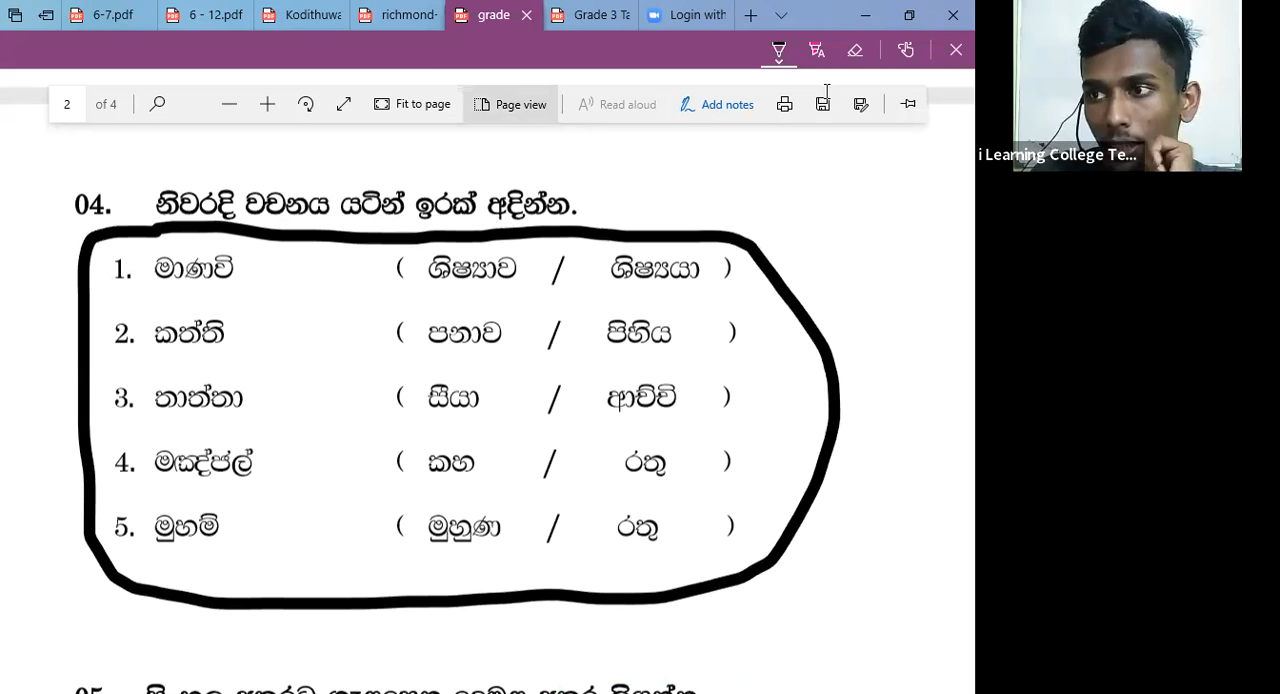 6-7.pdf
6 - 12.pdf
Kodithuwa
richmond-
grade
Grade 3 Ta
Login with
2 of 4
Fit to page
Page view
Read aloud
Add notes
i Learning College Te...
04. නිවරදි වචනය යටින් ඉරක් අදින්න.
1. මාණවි ( ශිෂ්‍යාව / ශිෂ්‍යයා )
2. කත්ති ( පනාව / පිහිය )
3. තාත්තා ( සීයා / ආච්චි )
4. මඤ්ජල් ( කහ / රතු )
5. මුහම් ( මුහුණ / රතු )